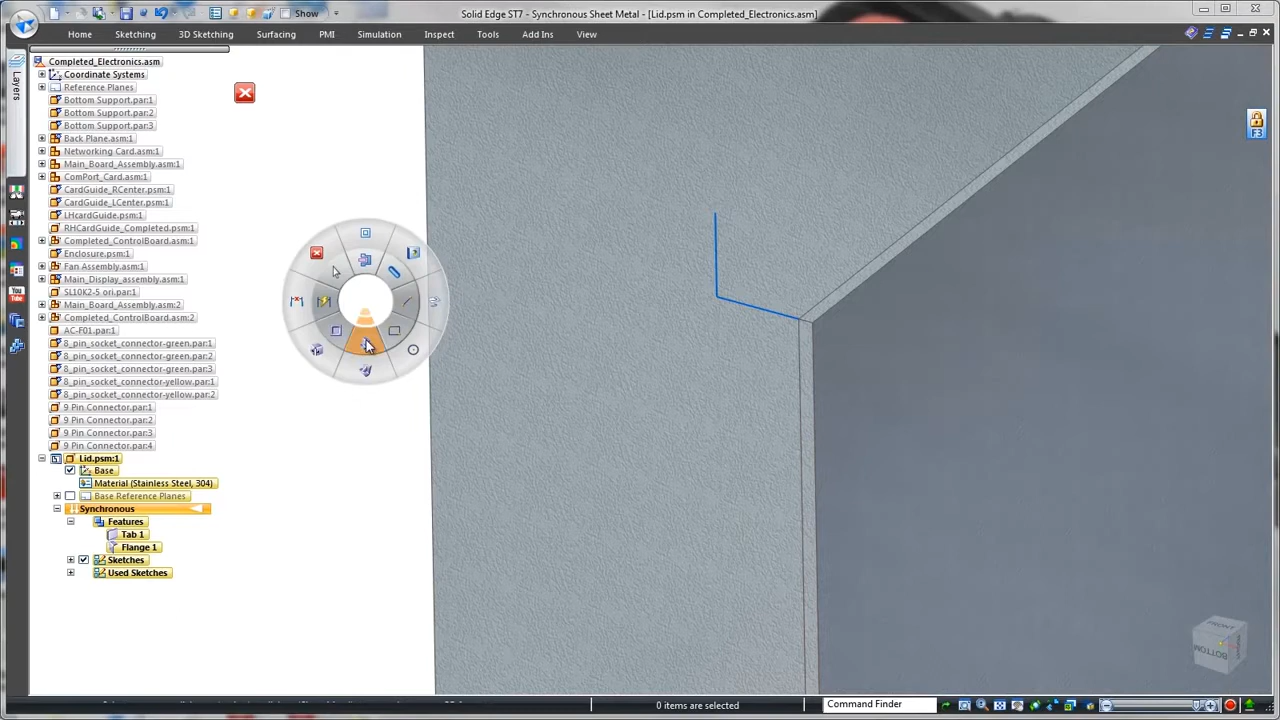 Show
Solid Edge ST7 - Synchronous Sheet Metal - [Lid.psm in Completed_Electronics.asm]
Home Sketching 3D Sketching Surfacing PMI Simulation Inspect Tools Add Ins View
Layers
Completed_Electronics.asm
Coordinate Systems
Reference Planes
Bottom Support.par:1
Bottom Support.par:2
Bottom Support.par:3
Back Plane.asm:1
Networking Card.asm:1
Main_Board_Assembly.asm:1
ComPort_Card.asm:1
CardGuide_RCenter.psm:1
CardGuide_LCenter.psm:1
LHcardGuide.psm:1
RHCardGuide_Completed.psm:1
Completed_ControlBoard.asm:1
Enclosure.psm:1
Fan Assembly.asm:1
Main_Display_assembly.asm:1
SL10K2-5 ori.par:1
Main_Board_Assembly.asm:2
Completed_ControlBoard.asm:2
AC-F01.par:1
8_pin_socket_connector-green.par:1
8_pin_socket_connector-green.par:2
8_pin_socket_connector-green.par:3
8_pin_socket_connector-yellow.par:1
8_pin_socket_connector-yellow.par:2
9 Pin Connector.par:1
9 Pin Connector.par:2
9 Pin Connector.par:3
9 Pin Connector.par:4
Lid.psm:1
Base
Material (Stainless Steel, 304)
Base Reference Planes
Synchronous
Features
Tab 1
Flange 1
Sketches
Used Sketches
You
Tube
F3
FRONT
BOTTOM
0 items are selected
Command Finder